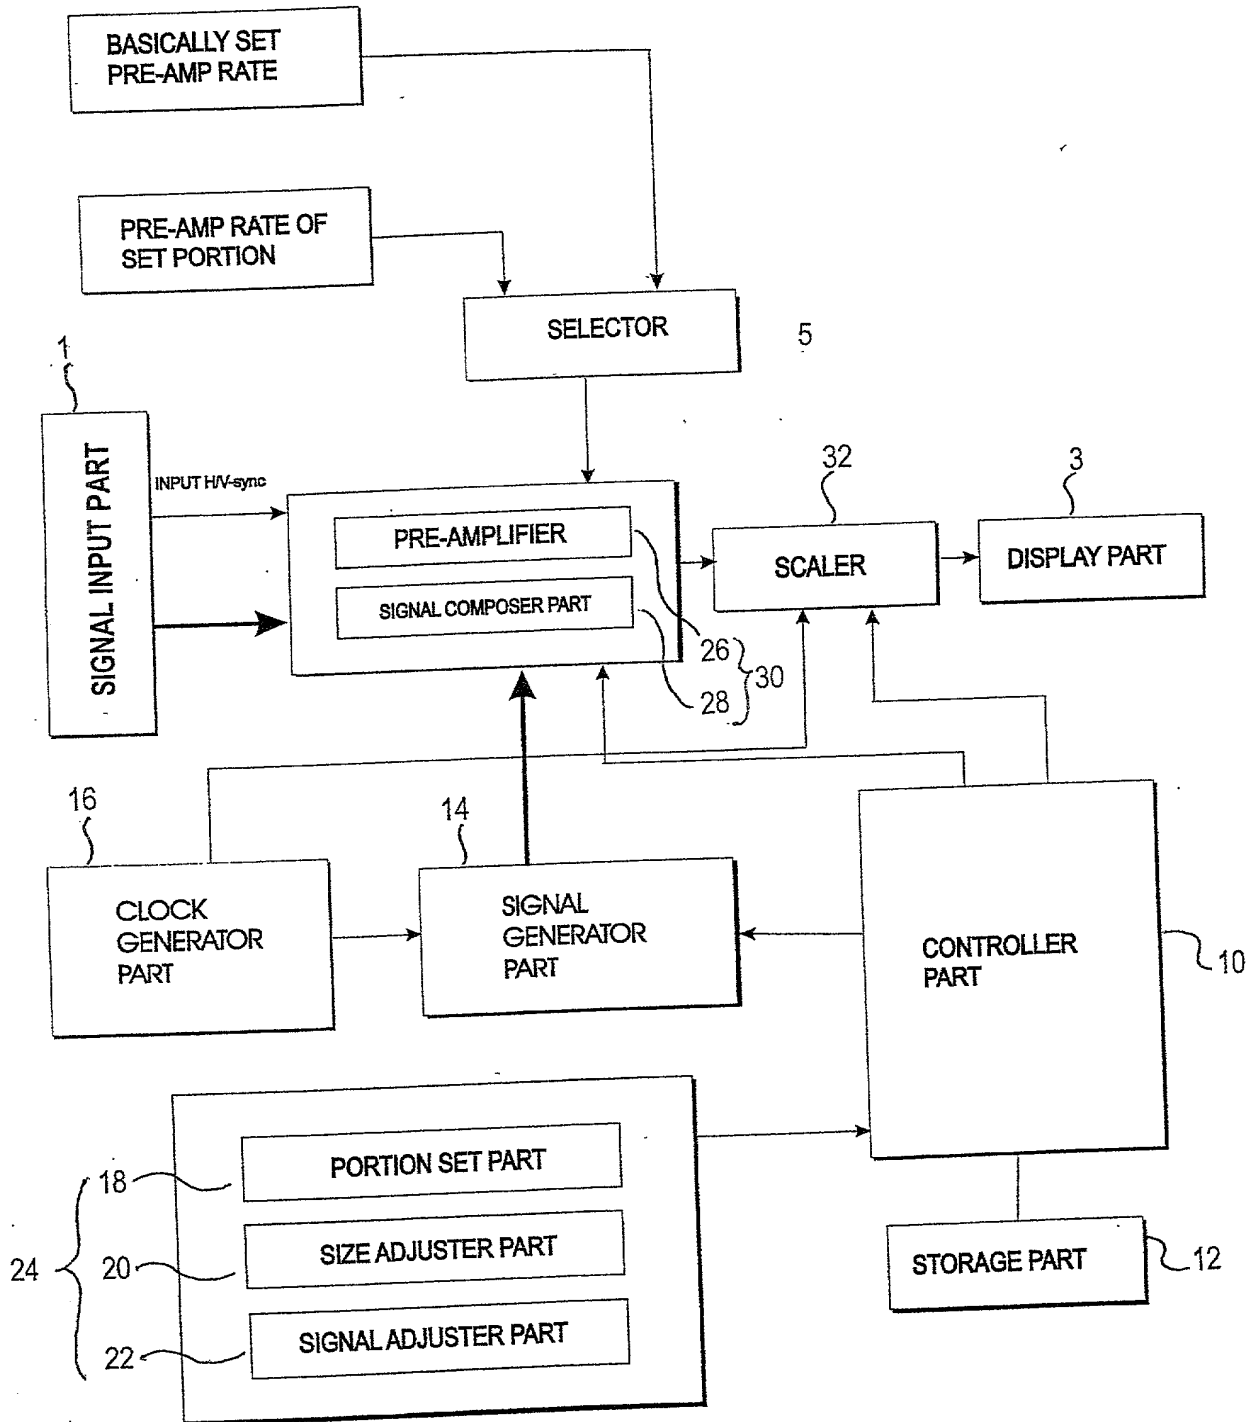 BASICALLY SET
PRE-AMP RATE
PRE-AMP RATE OF
SET PORTION
SELECTOR
5
1
SIGNAL INPUT PART
INPUT H/V-sync
PRE-AMPLIFIER
SIGNAL COMPOSER PART
32
SCALER
3
DISPLAY PART
26
28
30
16
CLOCK
GENERATOR
PART
14
SIGNAL
GENERATOR
PART
CONTROLLER
PART
10
PORTION SET PART
SIZE ADJUSTER PART
SIGNAL ADJUSTER PART
18
20
22
24
STORAGE PART
12